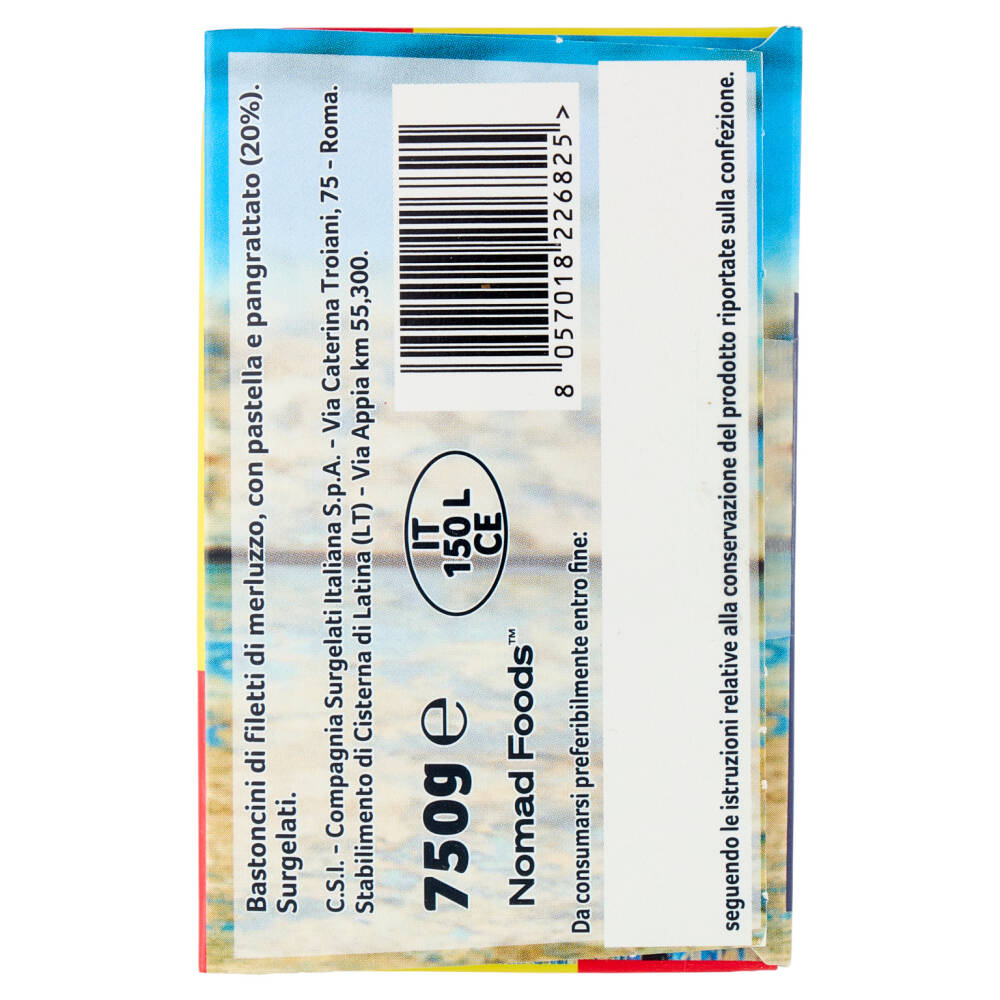 Bastoncini di filetti di merluzzo, con pastella e pangrattato (20%).
Surgelati.
C.S.I. - Compagnia Surgelati Italiana S.p.A. - Via Caterina Troiani, 75 - Roma.
Stabilimento di Cisterna di Latina (LT) - Via Appia km 55,300.
750g e
IT
150 L
CE
8 057018 226825 >
Nomad Foods™
Da consumarsi preferibilmente entro fine:
seguendo le istruzioni relative alla conservazione del prodotto riportate sulla confezione.